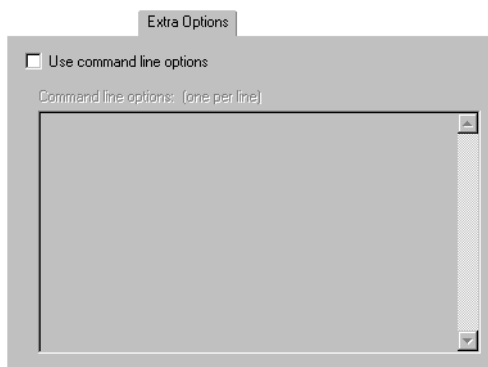 Extra Options
Use command line options
Command line options: (one per line)